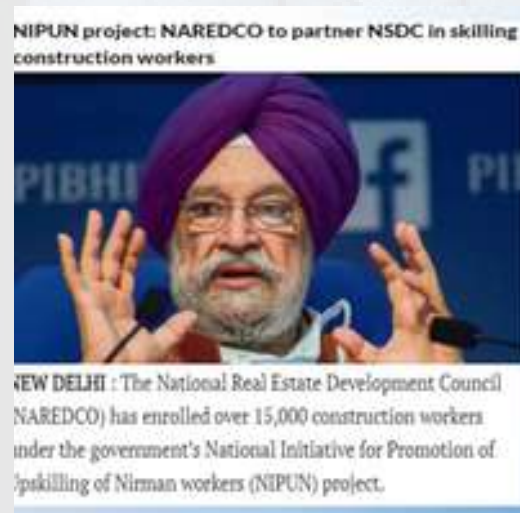 NIPUN project: NAREDCO to partner NSDC in skilling
construction workers
PIBHI
f
PI
NEW DELHI : The National Real Estate Development Council
(NAREDCO) has enrolled over 15,000 construction workers
under the government's National Initiative for Promotion of
Upskilling of Nirman workers (NIPUN) project.